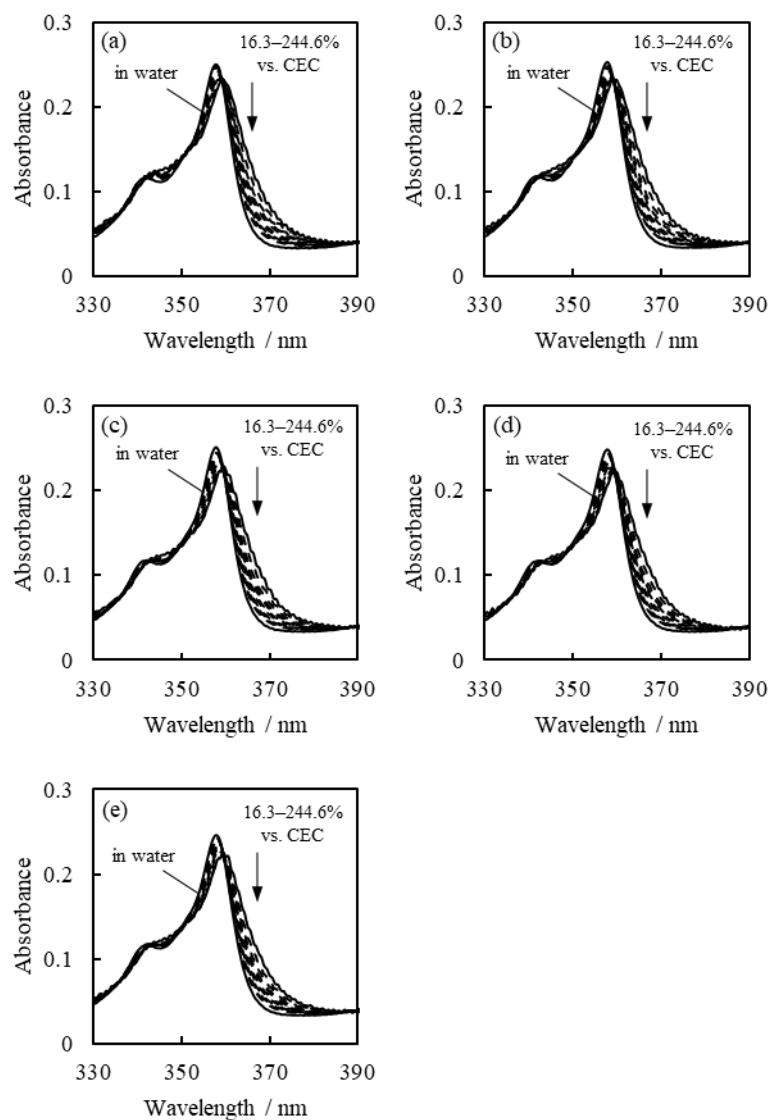 0.3
(a)
16.3–244.6%
vs. CEC
in water
0.2
0.1
0
Absorbance
330 350 370 390
Wavelength / nm
0.3
(b)
16.3–244.6%
vs. CEC
in water
0.2
0.1
0
Absorbance
330 350 370 390
Wavelength / nm
0.3
(c)
16.3–244.6%
vs. CEC
in water
0.2
0.1
0
Absorbance
330 350 370 390
Wavelength / nm
0.3
(d)
16.3–244.6%
vs. CEC
in water
0.2
0.1
0
Absorbance
330 350 370 390
Wavelength / nm
0.3
(e)
16.3–244.6%
vs. CEC
in water
0.2
0.1
0
Absorbance
330 350 370 390
Wavelength / nm